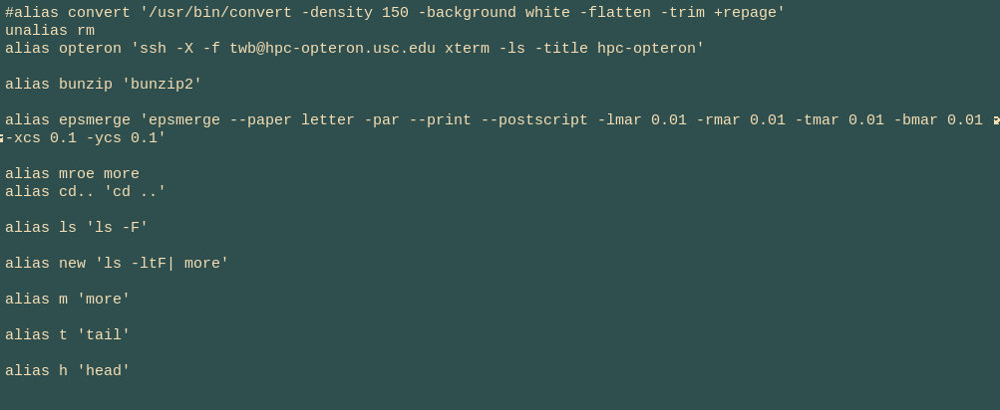 #alias convert '/usr/bin/convert -density 150 -background white -flatten -trim +repage'
unalias rm
alias opteron 'ssh -X -f twb@hpc-opteron.usc.edu xterm -ls -title hpc-opteron'
alias bunzip 'bunzip2'
alias epsmerge 'epsmerge --paper letter -par --print --postscript -lmar 0.01 -rmar 0.01 -tmar 0.01 -bmar 0.01
-xcs 0.1 -ycs 0.1'
alias mroe more
alias cd.. 'cd ..'
alias ls 'ls -F'
alias new 'ls -ltF| more'
alias m 'more'
alias t 'tail'
alias h 'head'